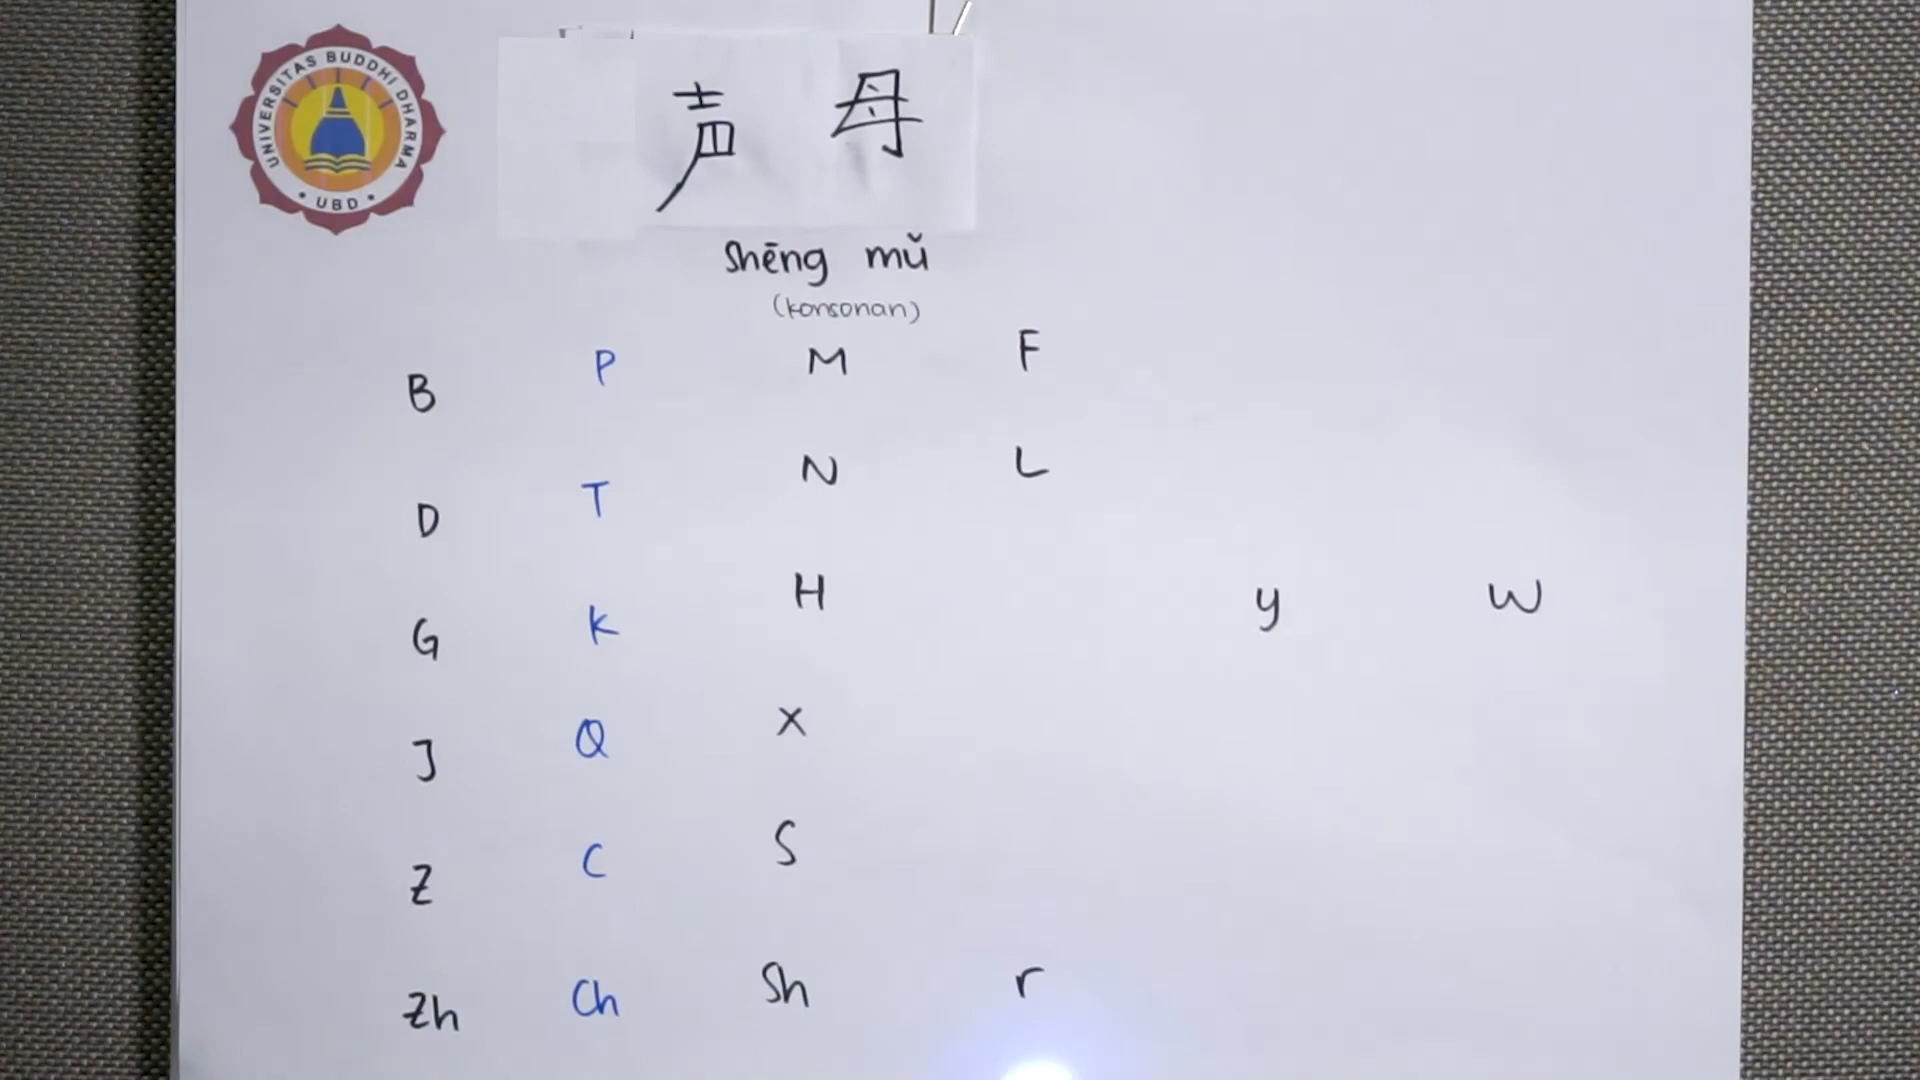 UNIVERSITAS BUDDHI DHARMA
• UBD •
声 母
Shēng mǔ
(konsonan)
B P M F
D T N L
G K H y w
J Q X
Z C S
Zh Ch Sh r